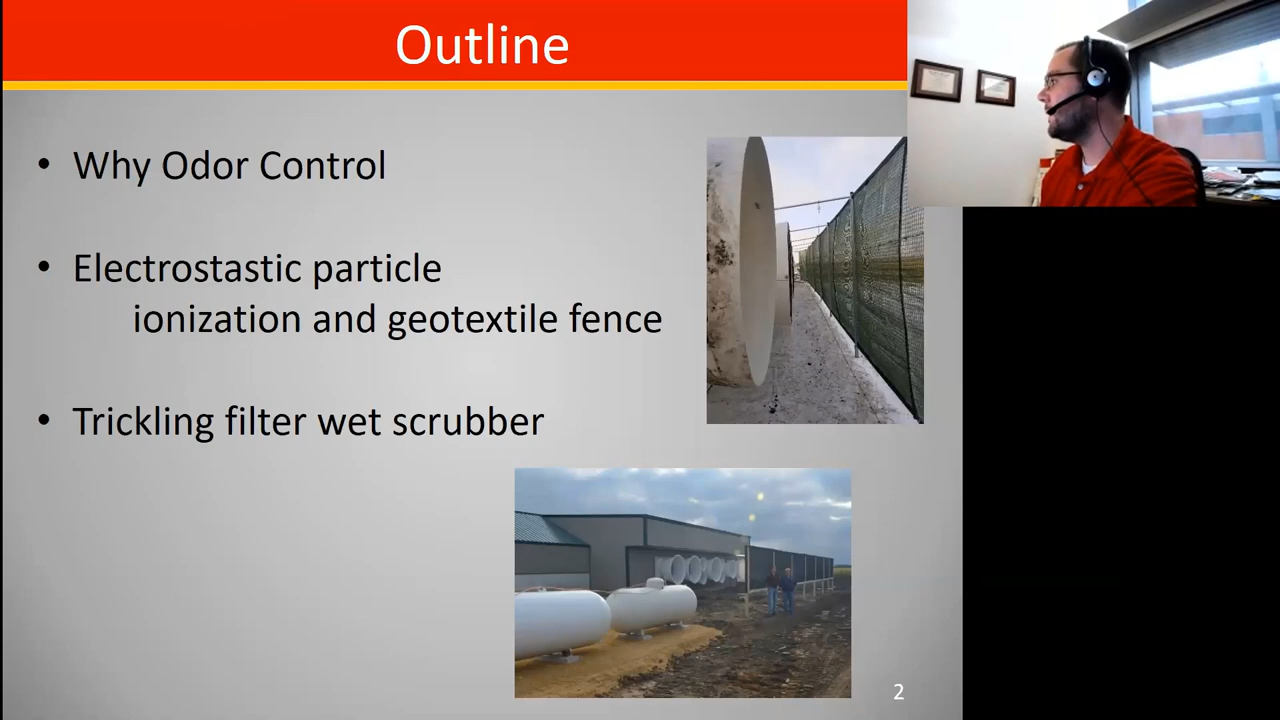 Outline
• Why Odor Control
• Electrostastic particle
ionization and geotextile fence
• Trickling filter wet scrubber
2